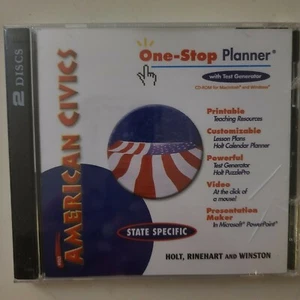 2 DISCS
AMERICAN CIVICS
One-Stop Planner®
with Test Generator
CD-ROM for Macintosh® and Windows®
Printable
Teaching Resources
Customizable
Lesson Plans
Holt Calendar Planner
Powerful
Test Generator
Holt PuzzlePro
Video
At the click of
a mouse!
Presentation
Maker
In Microsoft® PowerPoint®
STATE SPECIFIC
HOLT, RINEHART AND WINSTON